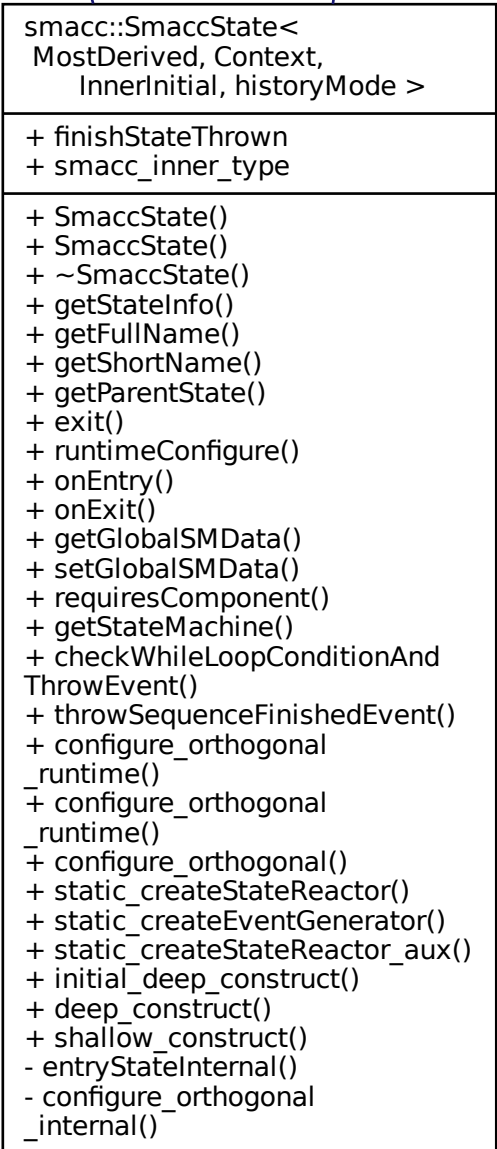 smacc::SmaccState<
MostDerived, Context,
InnerInitial, historyMode >
+ finishStateThrown
+ smacc_inner_type
+ SmaccState()
+ SmaccState()
+ ~SmaccState()
+ getStateInfo()
+ getFullName()
+ getShortName()
+ getParentState()
+ exit()
+ runtimeConfigure()
+ onEntry()
+ onExit()
+ getGlobalSMData()
+ setGlobalSMData()
+ requiresComponent()
+ getStateMachine()
+ checkWhileLoopConditionAnd
ThrowEvent()
+ throwSequenceFinishedEvent()
+ configure_orthogonal
_runtime()
+ configure_orthogonal
_runtime()
+ configure_orthogonal()
+ static_createStateReactor()
+ static_createEventGenerator()
+ static_createStateReactor_aux()
+ initial_deep_construct()
+ deep_construct()
+ shallow_construct()
- entryStateInternal()
- configure_orthogonal
_internal()